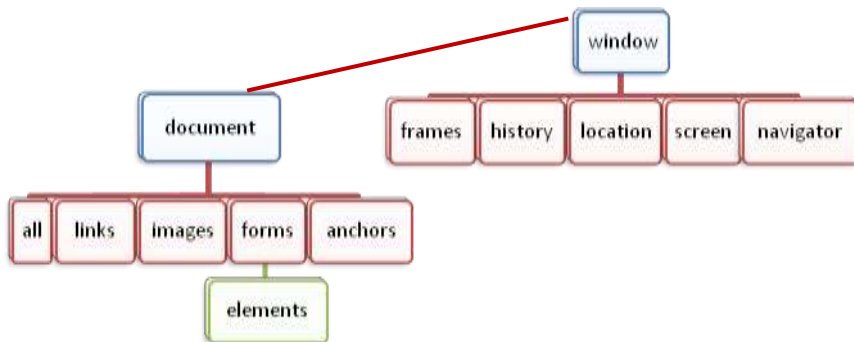 window
document
frames history location screen navigator
all links images forms anchors
elements